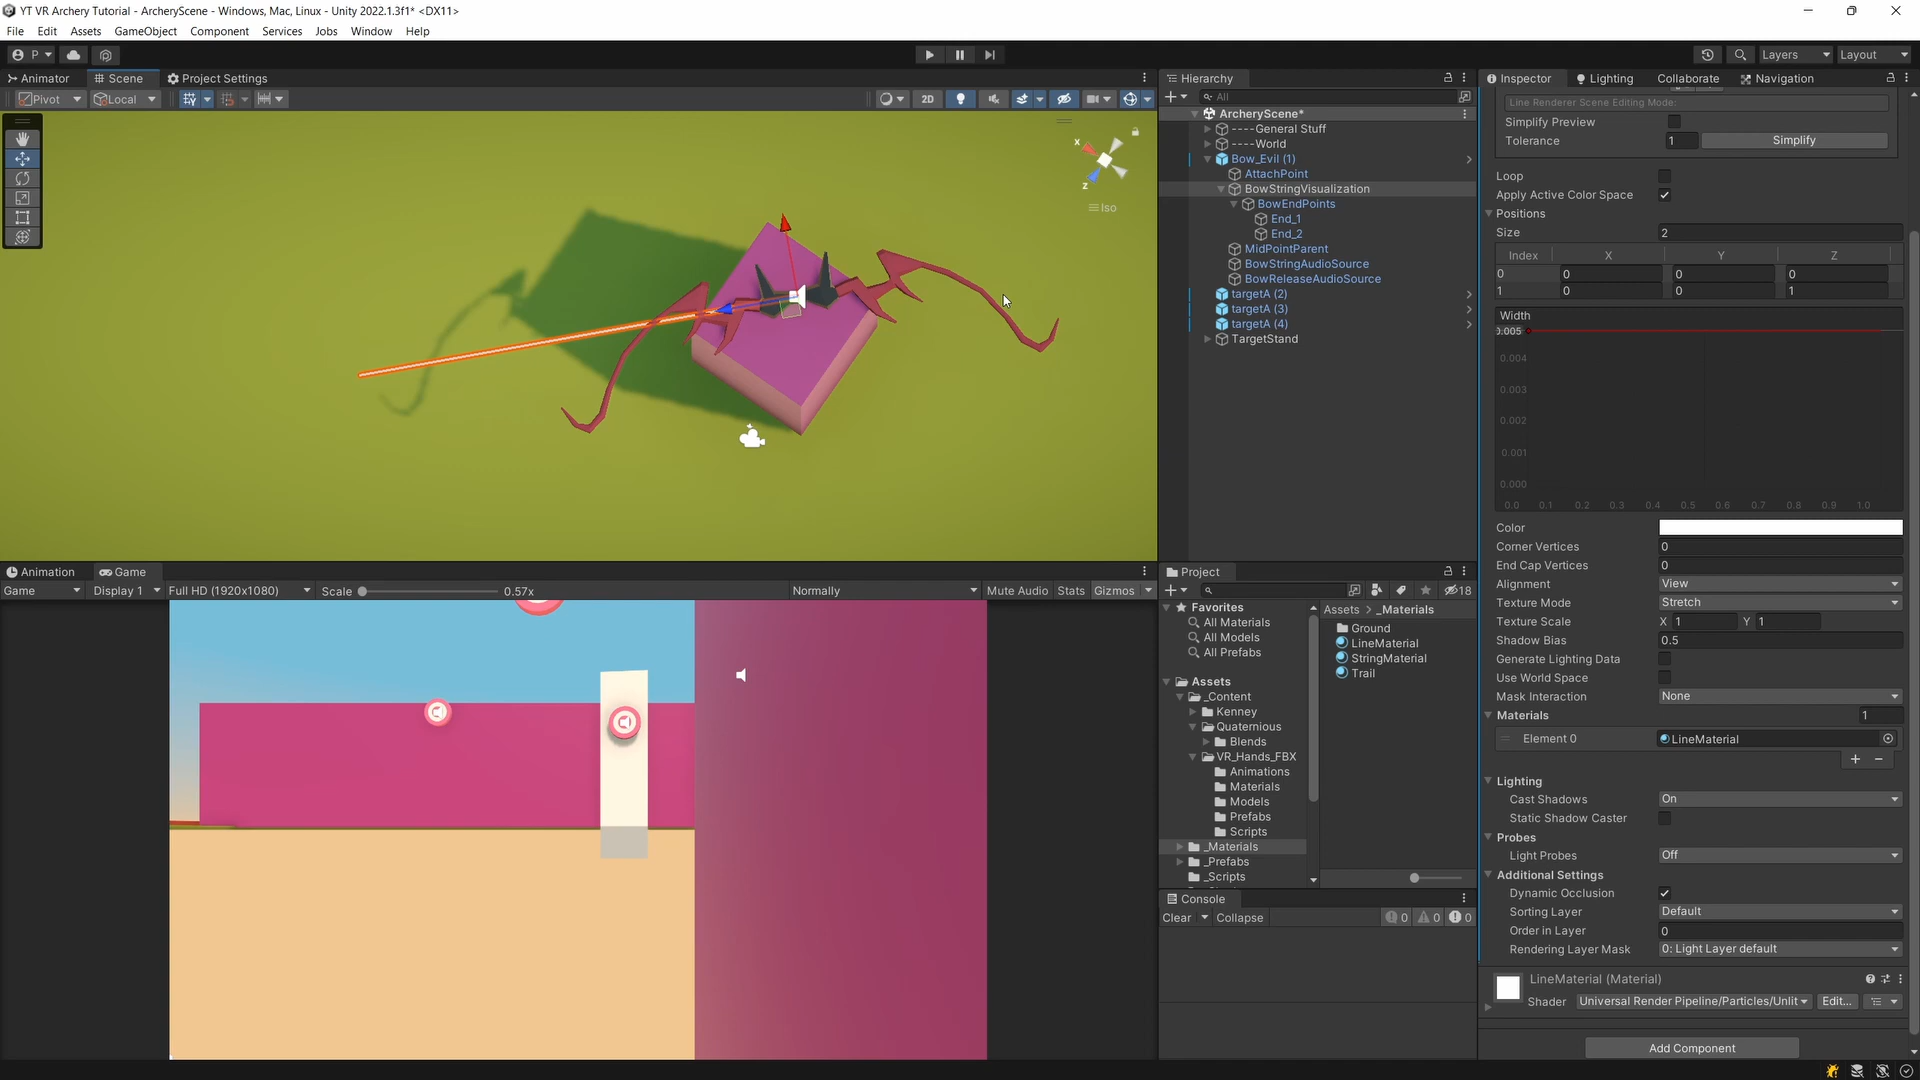 YT VR Archery Tutorial - ArcheryScene - Windows, Mac, Linux - Unity 2022.1.3f1* <DX11>
File Edit Assets GameObject Component Services Jobs Window Help
P Layers Layout
Animator Scene Project Settings
Pivot Local 2D
x
z
Iso
Hierarchy
All
ArcheryScene*
----General Stuff
----World
Bow_Evil (1)
AttachPoint
BowStringVisualization
BowEndPoints
End_1
End_2
MidPointParent
BowStringAudioSource
BowReleaseAudioSource
targetA (2)
targetA (3)
targetA (4)
TargetStand
Inspector Lighting Collaborate Navigation
Line Renderer Scene Editing Mode:
Simplify Preview
Tolerance 1 Simplify
Loop
Apply Active Color Space
Positions
Size 2
Index X Y Z
0 0 0 0
1 0 0 1
Width
0.005
0.004
0.003
0.002
0.001
0.000
0.0 0.1 0.2 0.3 0.4 0.5 0.6 0.7 0.8 0.9 1.0
Color
Corner Vertices 0
End Cap Vertices 0
Alignment View
Texture Mode Stretch
Texture Scale X 1 Y 1
Shadow Bias 0.5
Generate Lighting Data
Use World Space
Mask Interaction None
Materials 1
Element 0 LineMaterial
Lighting
Cast Shadows On
Static Shadow Caster
Probes
Light Probes Off
Additional Settings
Dynamic Occlusion
Sorting Layer Default
Order in Layer 0
Rendering Layer Mask 0: Light Layer default
LineMaterial (Material)
Shader Universal Render Pipeline/Particles/Unlit Edit...
Add Component
Animation Game
Game Display 1 Full HD (1920x1080) Scale 0.57x Normally Mute Audio Stats Gizmos
Project
18
Favorites
All Materials
All Models
All Prefabs
Assets
_Content
Kenney
Quaternious
Blends
VR_Hands_FBX
Animations
Materials
Models
Prefabs
Scripts
_Materials
_Prefabs
_Scripts
Assets > _Materials
Ground
LineMaterial
StringMaterial
Trail
Console
Clear Collapse 0 0 0